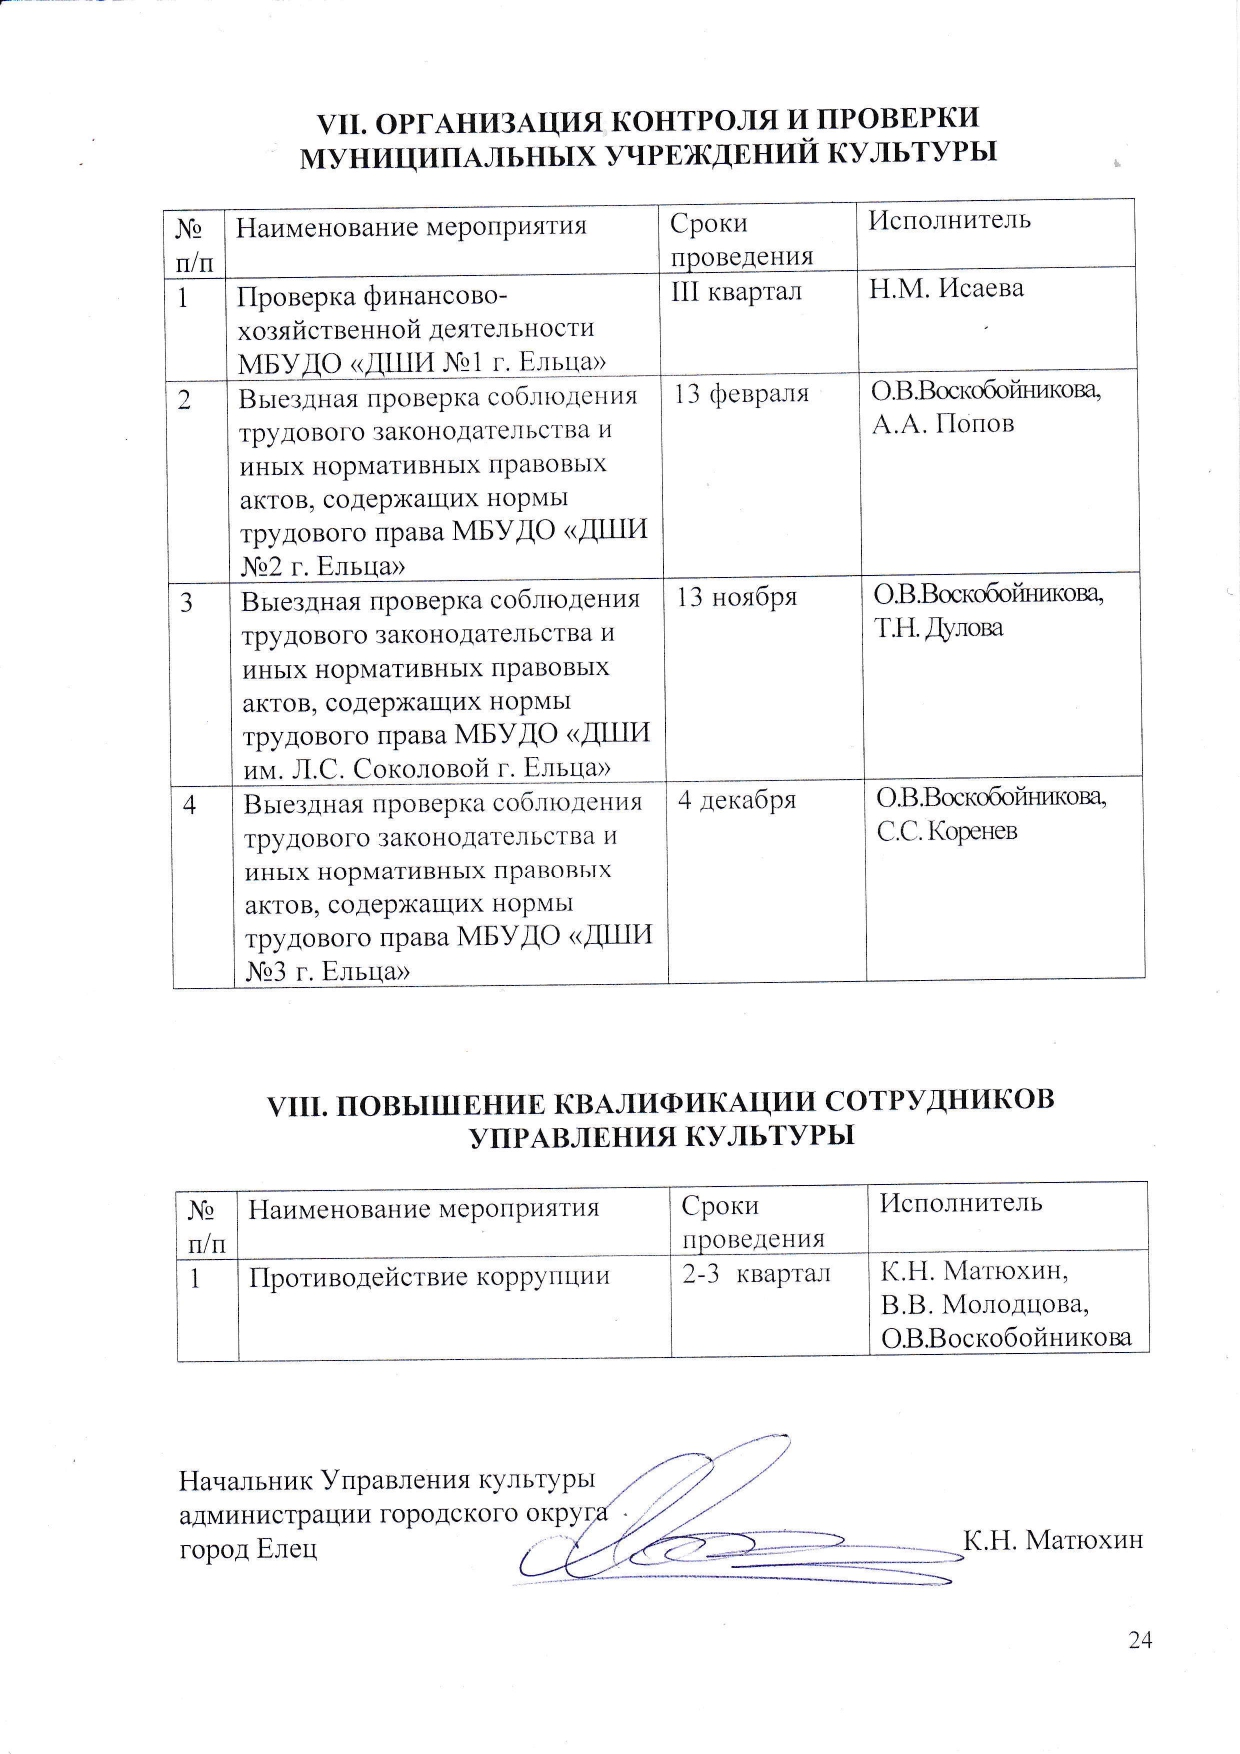 VII. ОРГАНИЗАЦИЯ КОНТРОЛЯ И ПРОВЕРКИ
МУНИЦИПАЛЬНЫХ УЧРЕЖДЕНИЙ КУЛЬТУРЫ
№ п/п
Наименование мероприятия
Сроки
проведения
Исполнитель
1
Проверка финансово-
хозяйственной деятельности
МБУДО «ДШИ №1 г. Ельца»
III квартал
Н.М. Исаева
2
Выездная проверка соблюдения
трудового законодательства и
иных нормативных правовых
актов, содержащих нормы
трудового права МБУДО «ДШИ
№2 г. Ельца»
13 февраля
О.В.Воскобойникова,
А.А. Попов
3
Выездная проверка соблюдения
трудового законодательства и
иных нормативных правовых
актов, содержащих нормы
трудового права МБУДО «ДШИ
им. Л.С. Соколовой г. Ельца»
13 ноября
О.В.Воскобойникова,
Т.Н. Дулова
4
Выездная проверка соблюдения
трудового законодательства и
иных нормативных правовых
актов, содержащих нормы
трудового права МБУДО «ДШИ
№3 г. Ельца»
4 декабря
О.В.Воскобойникова,
С.С. Коренев
VIII. ПОВЫШЕНИЕ КВАЛИФИКАЦИИ СОТРУДНИКОВ
УПРАВЛЕНИЯ КУЛЬТУРЫ
№
п/п
Наименование мероприятия
Сроки
проведения
Исполнитель
1
Противодействие коррупции
2-3 квартал
К.Н. Матюхин,
В.В. Молодцова,
О.В.Воскобойникова
Начальник Управления культуры
администрации городского округа
город Елец
К.Н. Матюхин
24